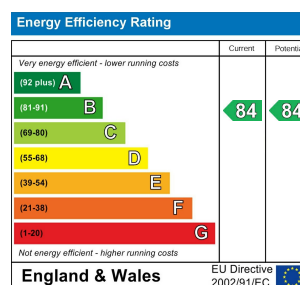 Energy Efficiency Rating
Current Potentia
Very energy efficient - lower running costs
(92 plus) A
(81-91) B 84 84
(69-80) C
(55-68) D
(39-54) E
(21-38) F
(1-20) G
Not energy efficient - higher running costs
England & Wales
EU Directive
2002/91/EC